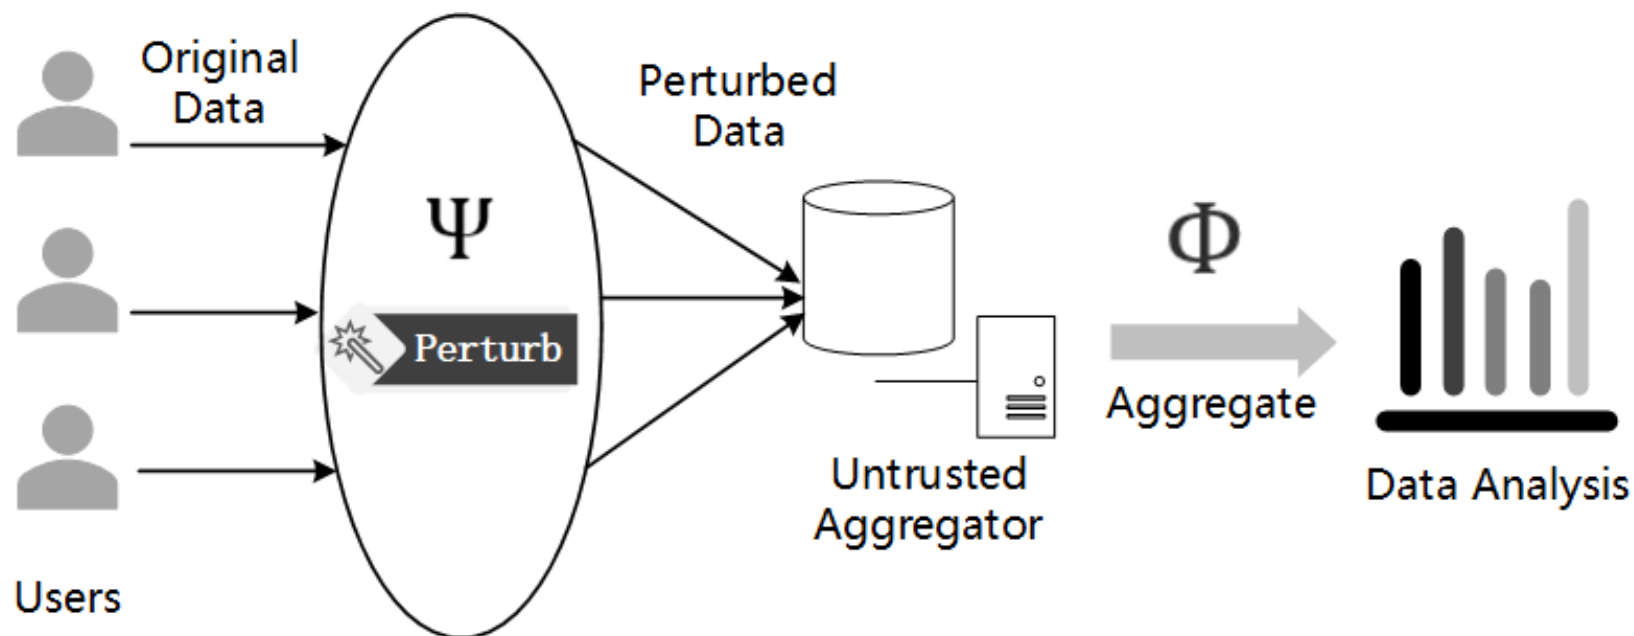 Original
Data
Perturbed
Data
Ψ
Perturb
Φ
Aggregate
Untrusted
Aggregator
Data Analysis
Users